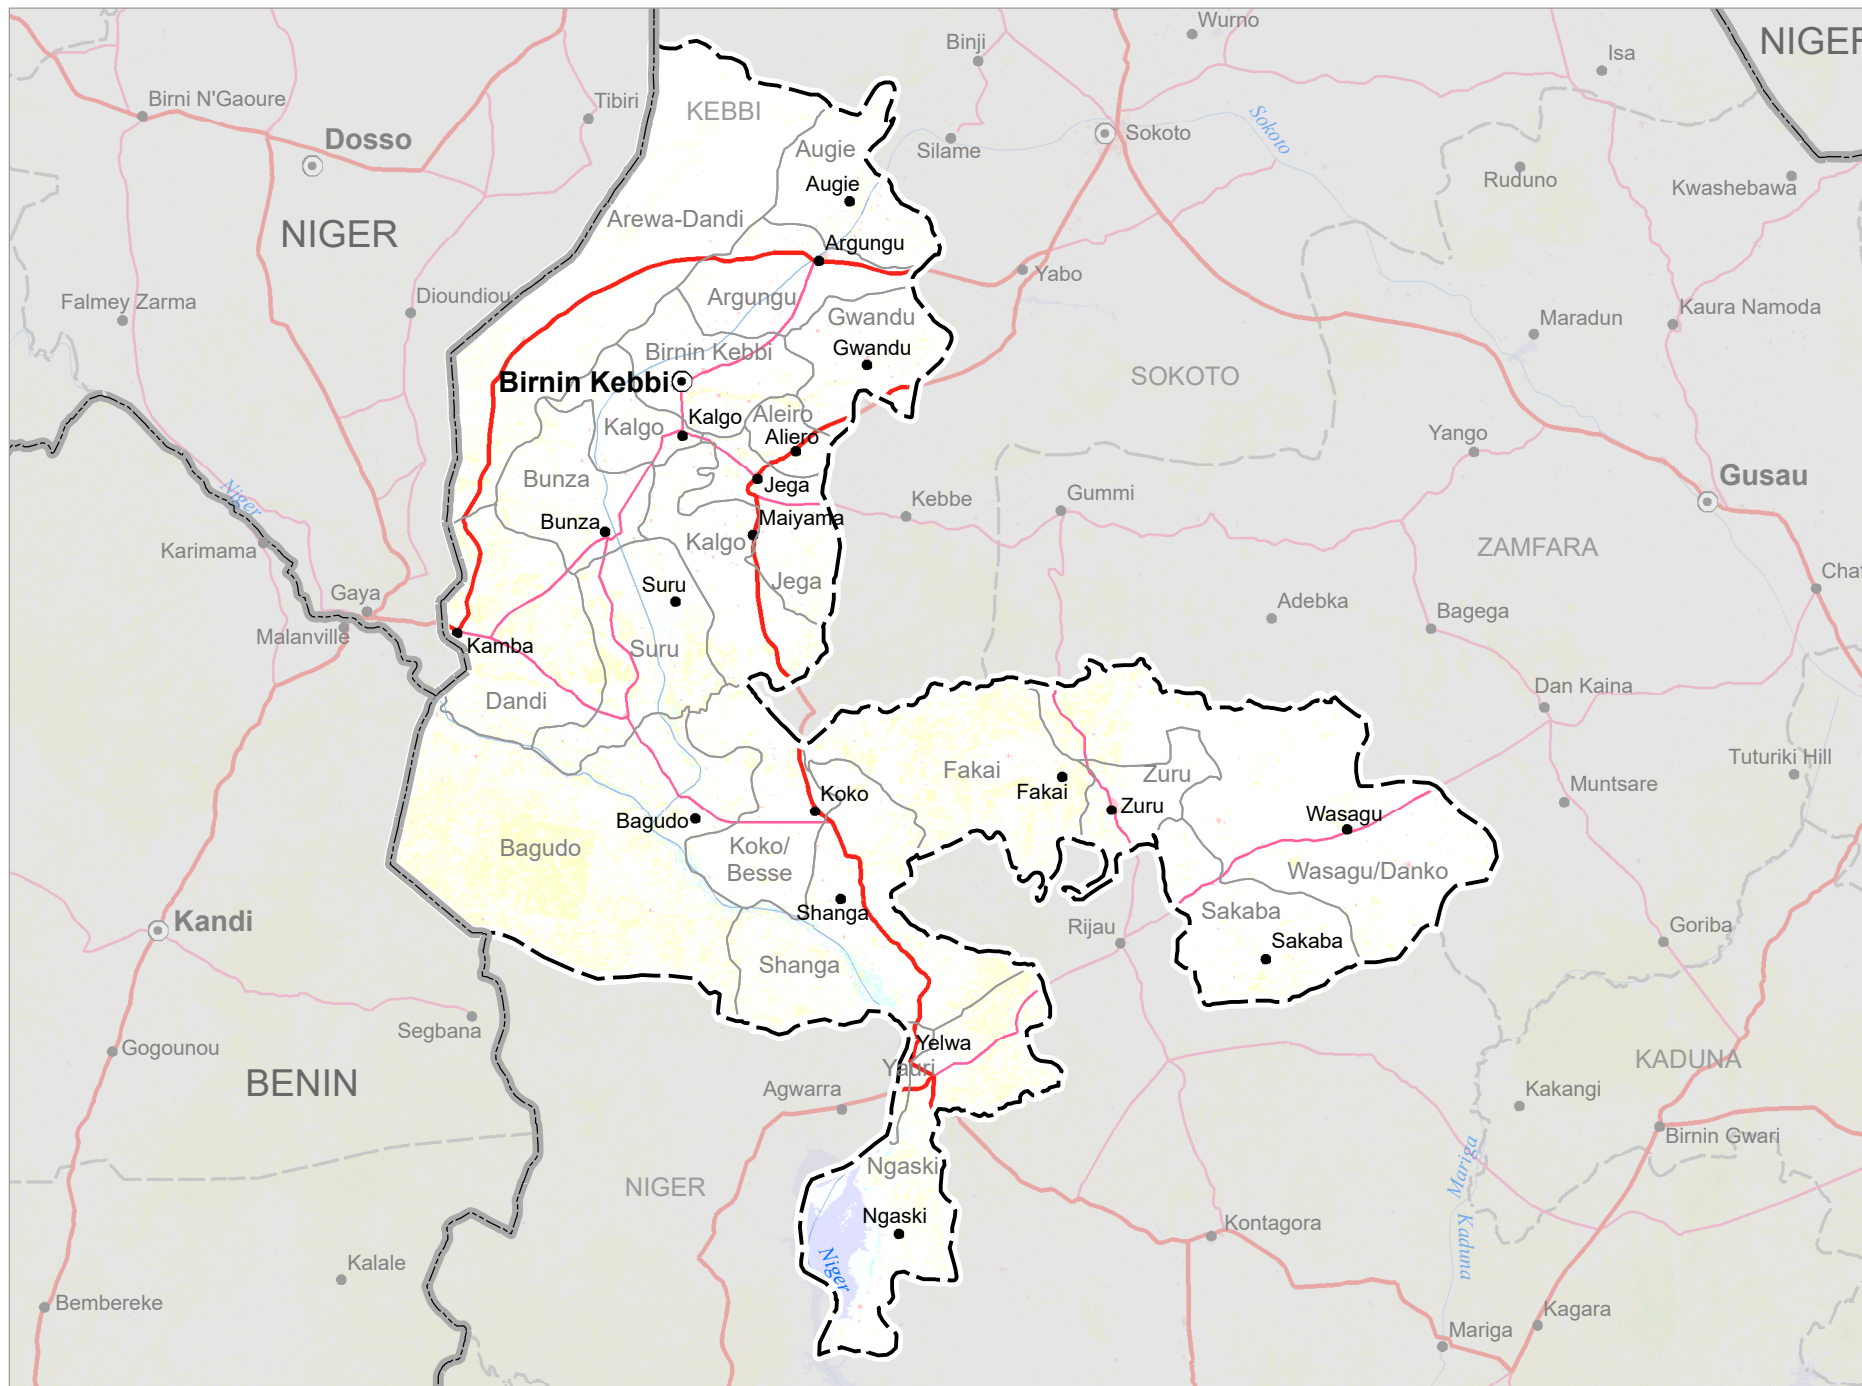 Wurno
NIGER
Binji
Isa
Birni N'Gaoure
Tibiri
KEBBI
Sokoto
Sokoto
Dosso
Augie
Silame
Augie
Ruduno
Kwashebawa
Arewa-Dandi
NIGER
Argungu
Yabo
Falmey Zarma
Dioundiou
Argungu
Gwandu
Kaura Namoda
Maradun
Birnin Kebbi
Gwandu
Birnin Kebbi
SOKOTO
Kalgo
Aleiro
Kalgo
Aliero
Yango
Gusau
Bunza
Jega
Niger
Kebbe
Gummi
Bunza
Maiyama
Karimama
Kalgo
ZAMFARA
Suru
Jega
Chaf
Gaya
Adebka
Bagega
Malanville
Kamba
Suru
Dandi
Dan Kaina
Fakai
Zuru
Tuturiki Hill
Fakai
Koko
Zuru
Muntsare
Bagudo
Wasagu
Bagudo
Koko/
Besse
Wasagu/Danko
Kandi
Shanga
Sakaba
Rijau
Sakaba
Goriba
Shanga
Segbana
Gogounou
Yelwa
Yauri
KADUNA
BENIN
Agwarra
Kakangi
Birnin Gwari
Mariga
Ngaski
NIGER
Ngaski
Kontagora
Kaduna
Niger
Kalale
Bembereke
Kagara
Mariga